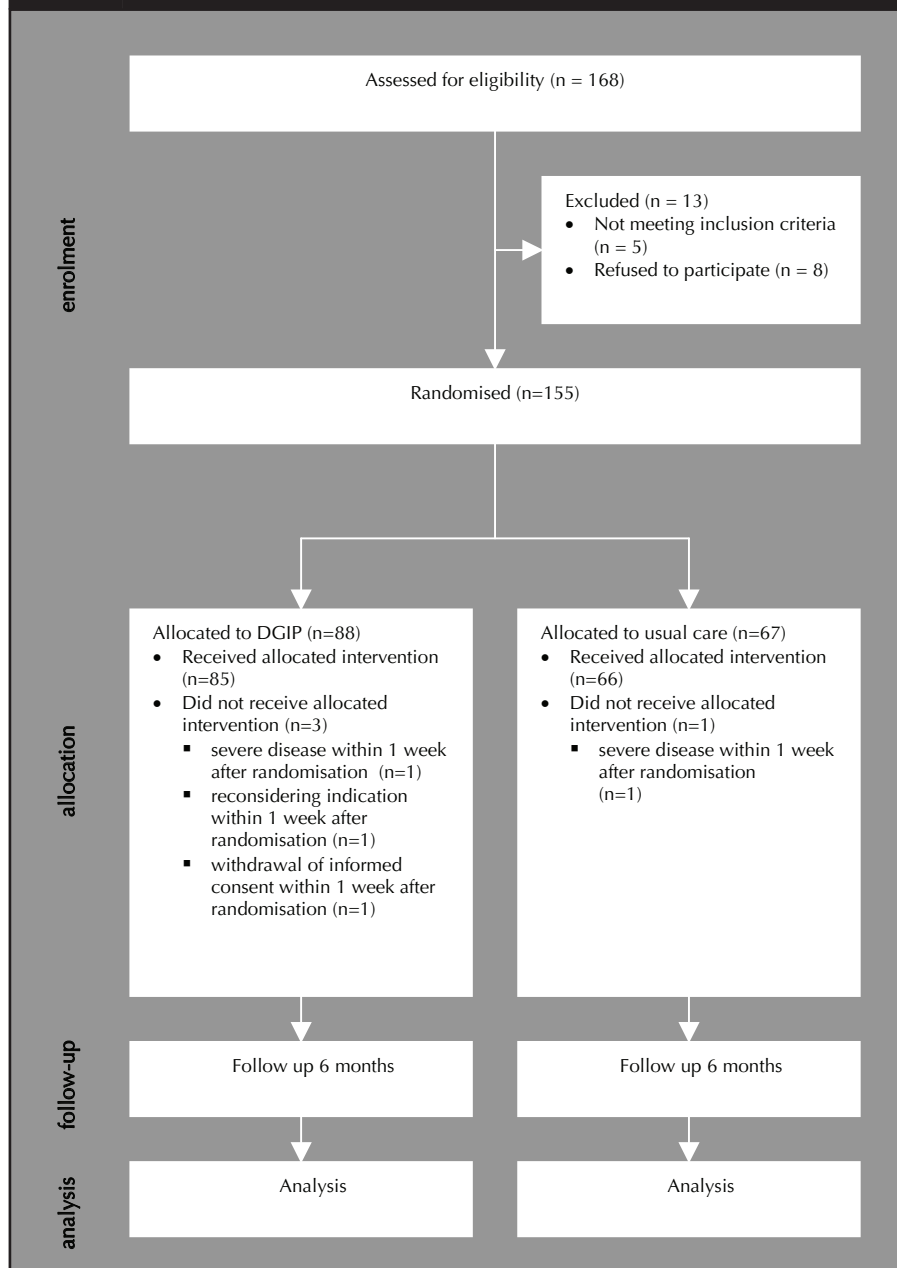 Assessed for eligibility (n = 168)
enrolment
Excluded (n = 13)
• Not meeting inclusion criteria
(n = 5)
• Refused to participate (n = 8)
Randomised (n=155)
allocation
Allocated to DGIP (n=88)
• Received allocated intervention
(n=85)
• Did not receive allocated
intervention (n=3)
▪ severe disease within 1 week
after randomisation (n=1)
▪ reconsidering indication
within 1 week after
randomisation (n=1)
▪ withdrawal of informed
consent within 1 week after
randomisation (n=1)
Allocated to usual care (n=67)
• Received allocated intervention
(n=66)
• Did not receive allocated
intervention (n=1)
▪ severe disease within 1 week
after randomisation
(n=1)
follow-up
Follow up 6 months
Follow up 6 months
analysis
Analysis
Analysis